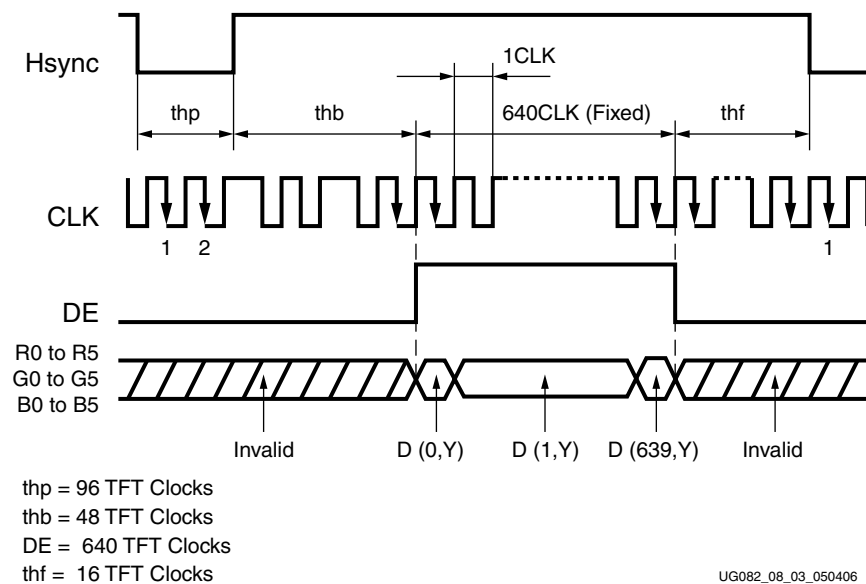 Hsync
1CLK
thp
thb
640CLK (Fixed)
thf
CLK
1
2
1
DE
R0 to R5
G0 to G5
B0 to B5
Invalid
D (0,Y)
D (1,Y)
D (639,Y)
Invalid
thp = 96 TFT Clocks
thb = 48 TFT Clocks
DE = 640 TFT Clocks
thf = 16 TFT Clocks
UG082_08_03_050406